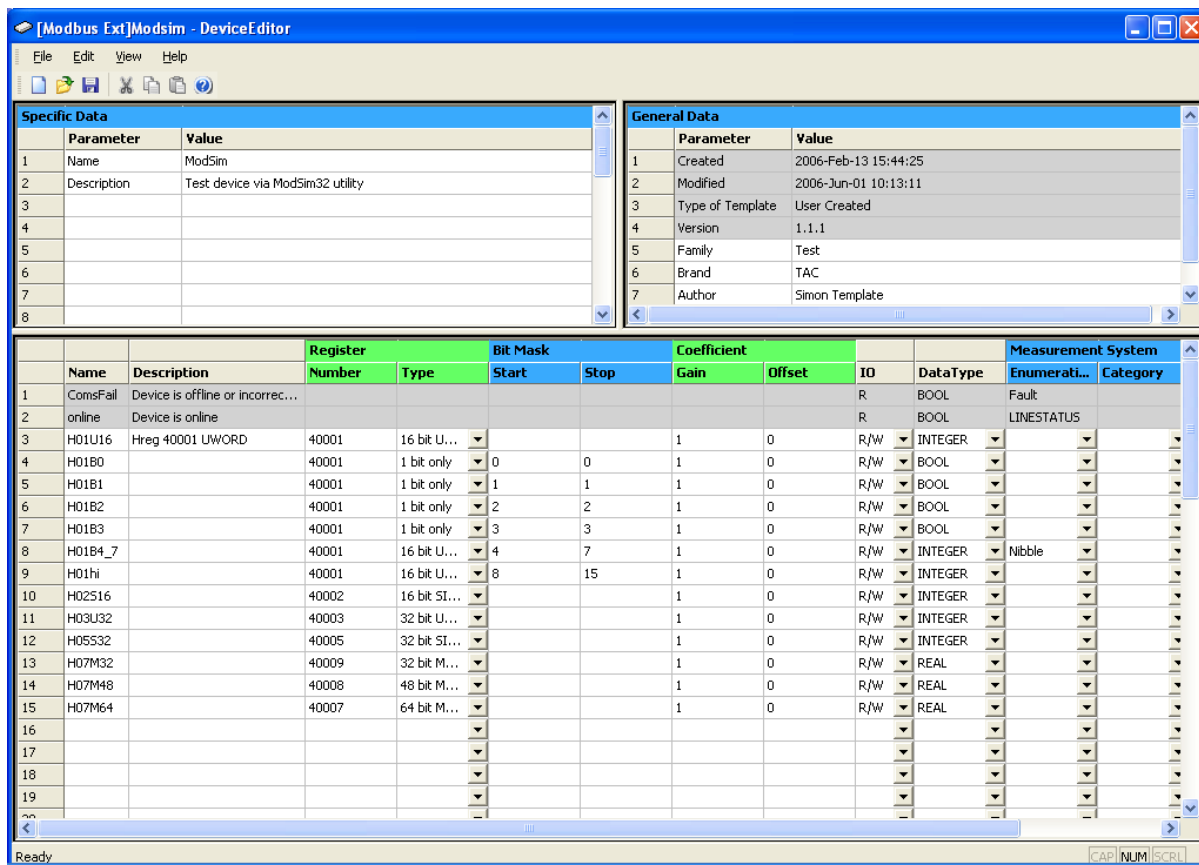 [Modbus Ext]Modsim - DeviceEditor
File Edit View Help
Specific Data
Parameter Value
1 Name ModSim
2 Description Test device via ModSim32 utility
3
4
5
6
7
8
General Data
Parameter Value
1 Created 2006-Feb-13 15:44:25
2 Modified 2006-Jun-01 10:13:11
3 Type of Template User Created
4 Version 1.1.1
5 Family Test
6 Brand TAC
7 Author Simon Template
Register Bit Mask Coefficient Measurement System
Name Description Number Type Start Stop Gain Offset IO DataType Enumerati... Category
1 ComsFail Device is offline or incorrec... R BOOL Fault
2 online Device is online R BOOL LINESTATUS
3 H01U16 Hreg 40001 UWORD 40001 16 bit U... 1 0 R/W INTEGER
4 H01B0 40001 1 bit only 0 0 1 0 R/W BOOL
5 H01B1 40001 1 bit only 1 1 1 0 R/W BOOL
6 H01B2 40001 1 bit only 2 2 1 0 R/W BOOL
7 H01B3 40001 1 bit only 3 3 1 0 R/W BOOL
8 H01B4_7 40001 16 bit U... 4 7 1 0 R/W INTEGER Nibble
9 H01hi 40001 16 bit U... 8 15 1 0 R/W INTEGER
10 H02S16 40002 16 bit SI... 1 0 R/W INTEGER
11 H03U32 40003 32 bit U... 1 0 R/W INTEGER
12 H05S32 40005 32 bit SI... 1 0 R/W INTEGER
13 H07M32 40009 32 bit M... 1 0 R/W REAL
14 H07M48 40008 48 bit M... 1 0 R/W REAL
15 H07M64 40007 64 bit M... 1 0 R/W REAL
16
17
18
19
Ready CAP NUM SCRL